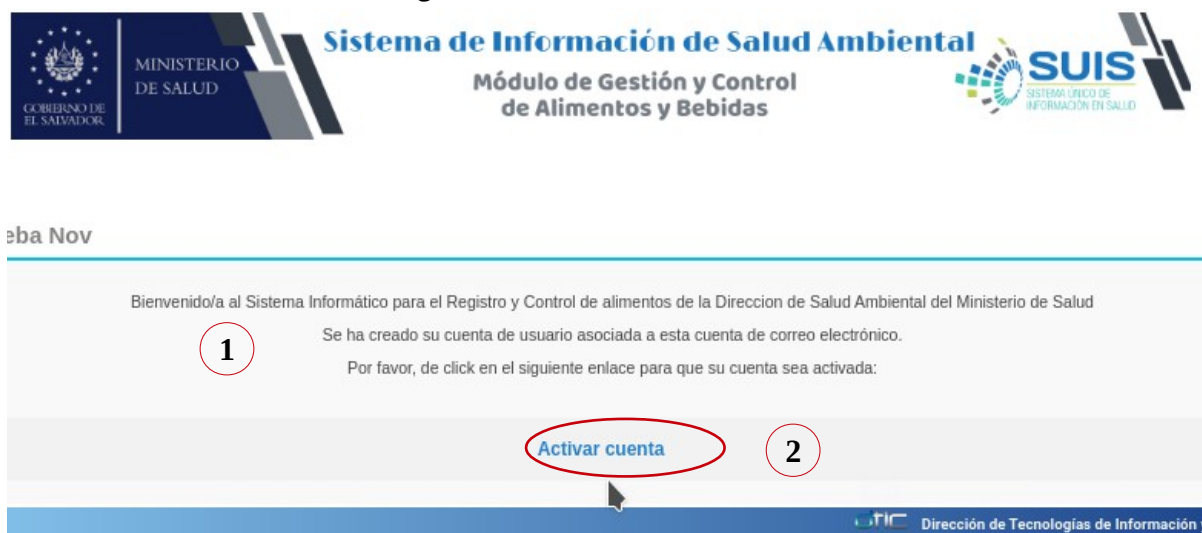 Sistema de Información de Salud Ambiental
MINISTERIO
DE SALUD
GOBIERNO DE
EL SALVADOR
Módulo de Gestión y Control
de Alimentos y Bebidas
SUIS
SISTEMA ÚNICO DE
INFORMACIÓN EN SALUD
eba Nov
Bienvenido/a al Sistema Informático para el Registro y Control de alimentos de la Direccion de Salud Ambiental del Ministerio de Salud
1
Se ha creado su cuenta de usuario asociada a esta cuenta de correo electrónico.
Por favor, de click en el siguiente enlace para que su cuenta sea activada:
Activar cuenta
2
Dirección de Tecnologías de Información